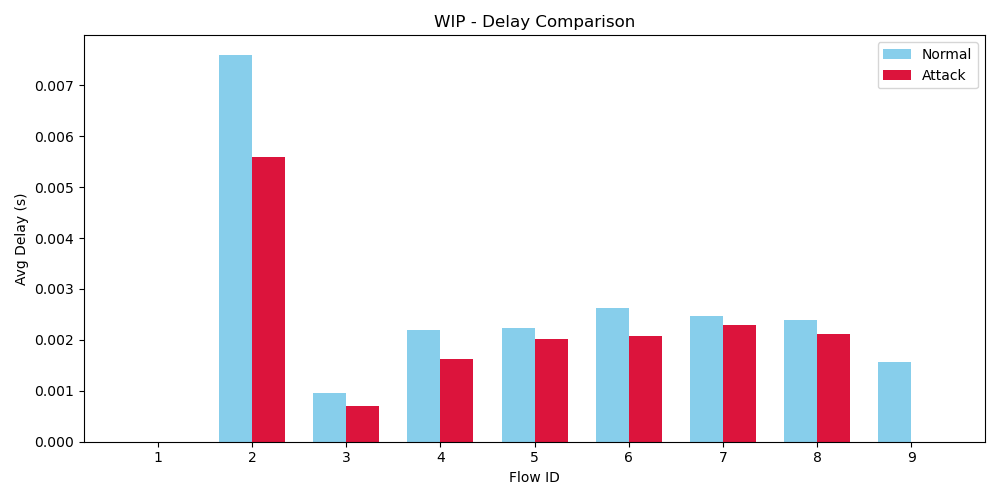 WIP - Delay Comparison
Normal
Attack
Avg Delay (s)
0.007
0.006
0.005
0.004
0.003
0.002
0.001
0.000
1 2 3 4 5 6 7 8 9
Flow ID